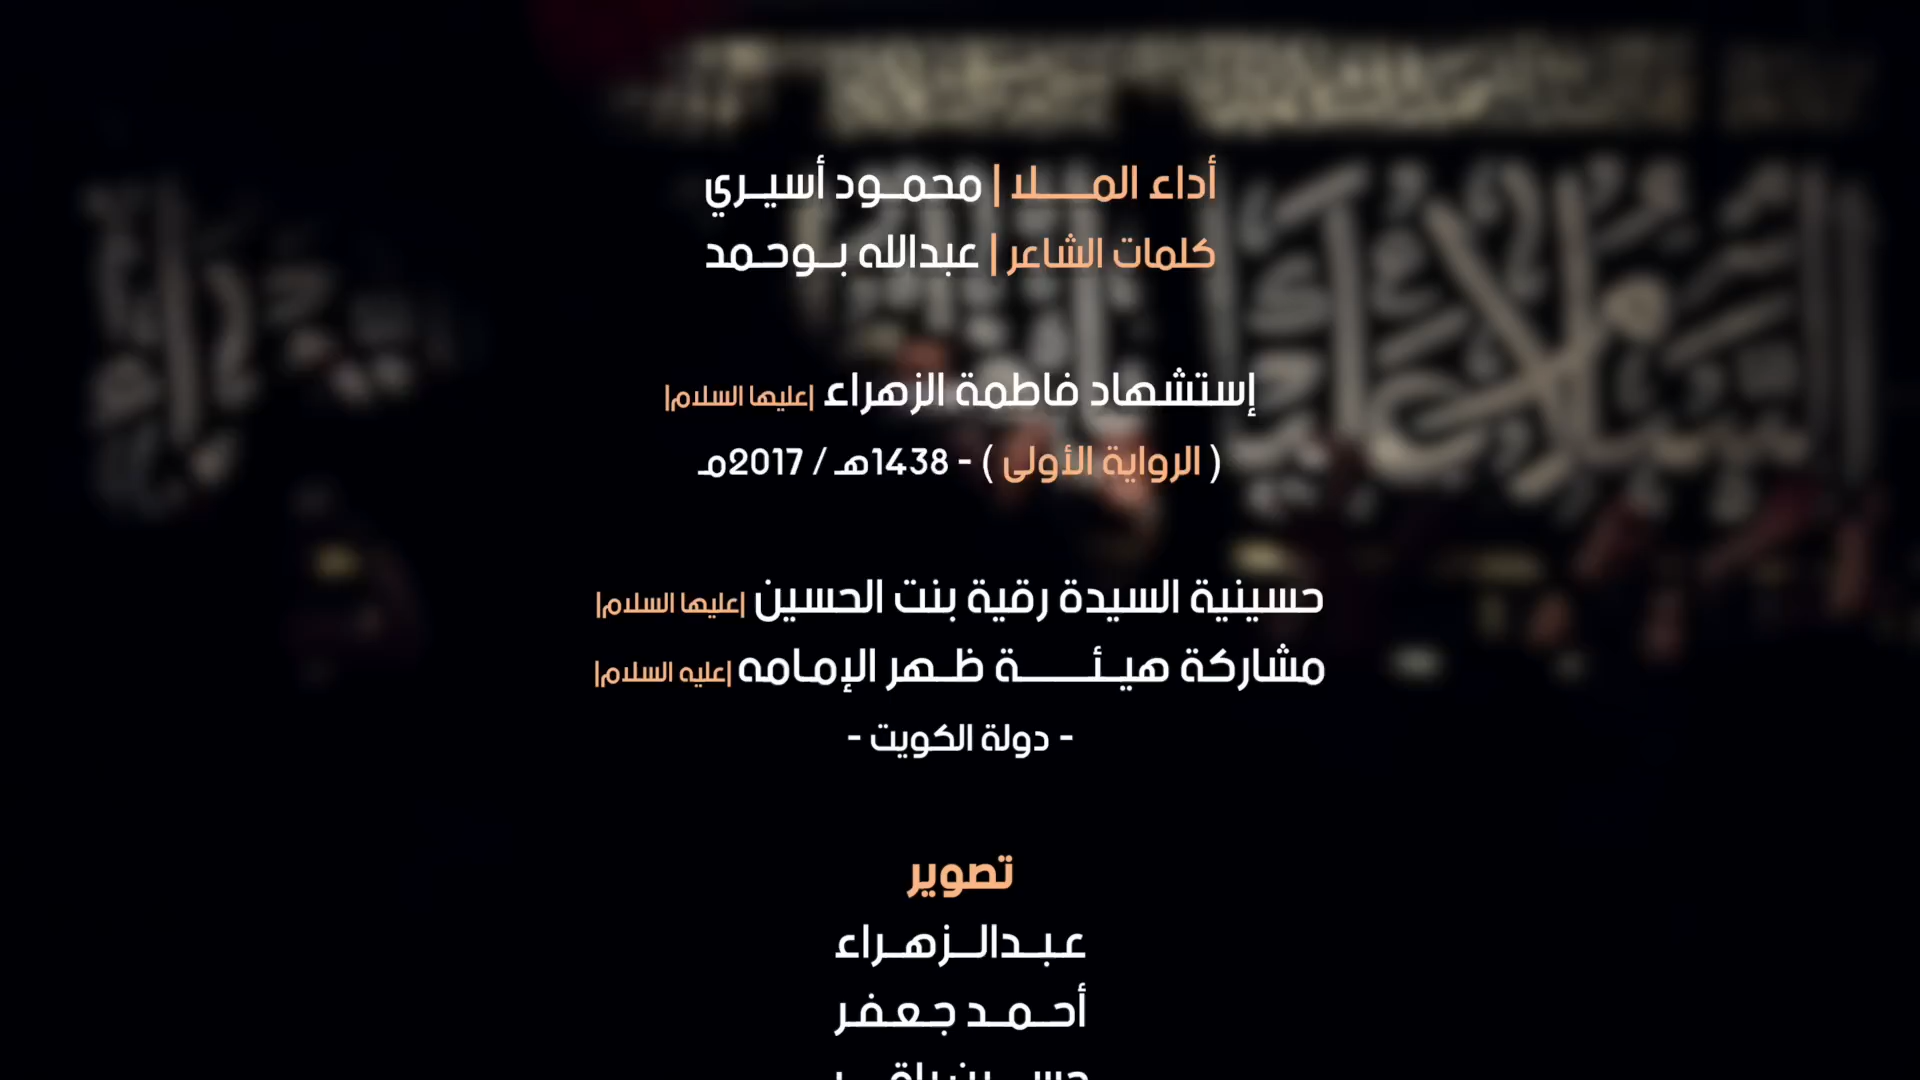 أداء الملا | محمود أسيري
كلمات الشاعر | عبدالله بوحمد
إستشهاد فاطمة الزهراء |عليها السلام|
( الرواية الأولى ) - 1438هـ / 2017مـ
حسينية السيدة رقية بنت الحسين |عليها السلام|
مشاركة هيئة ظهر الإمامه |عليه السلام|
- دولة الكويت -
تصوير
عبدالزهراء
أحمد جعفر